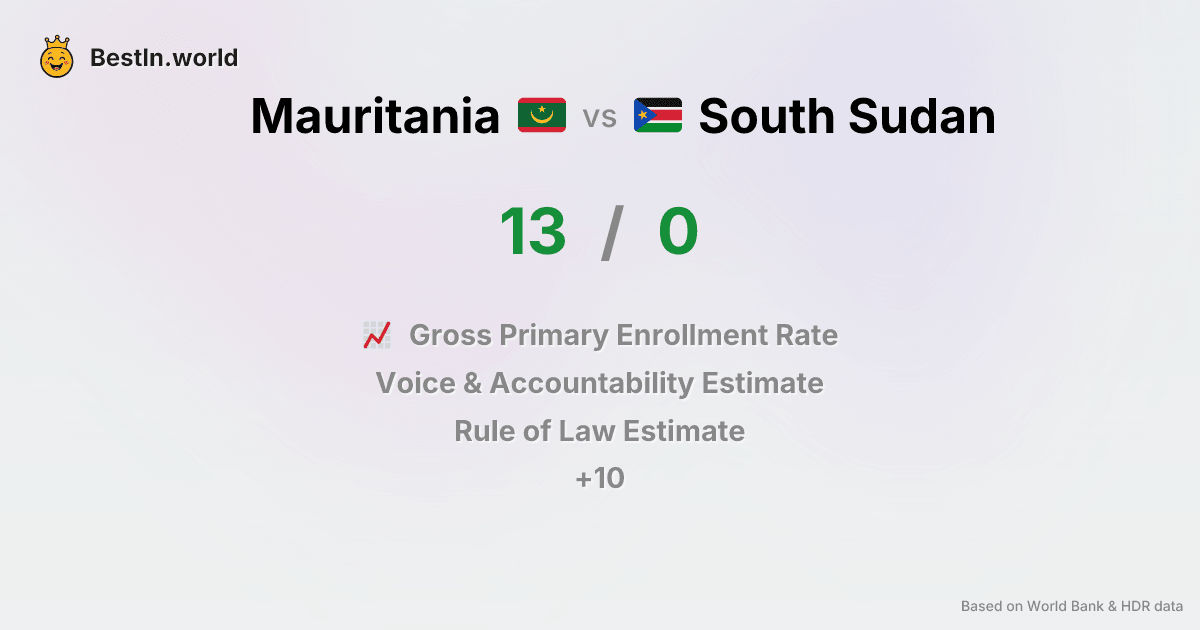 BestIn.world
Mauritania vs South Sudan
13 / 0
Gross Primary Enrollment Rate
Voice & Accountability Estimate
Rule of Law Estimate
+10
Based on World Bank & HDR data